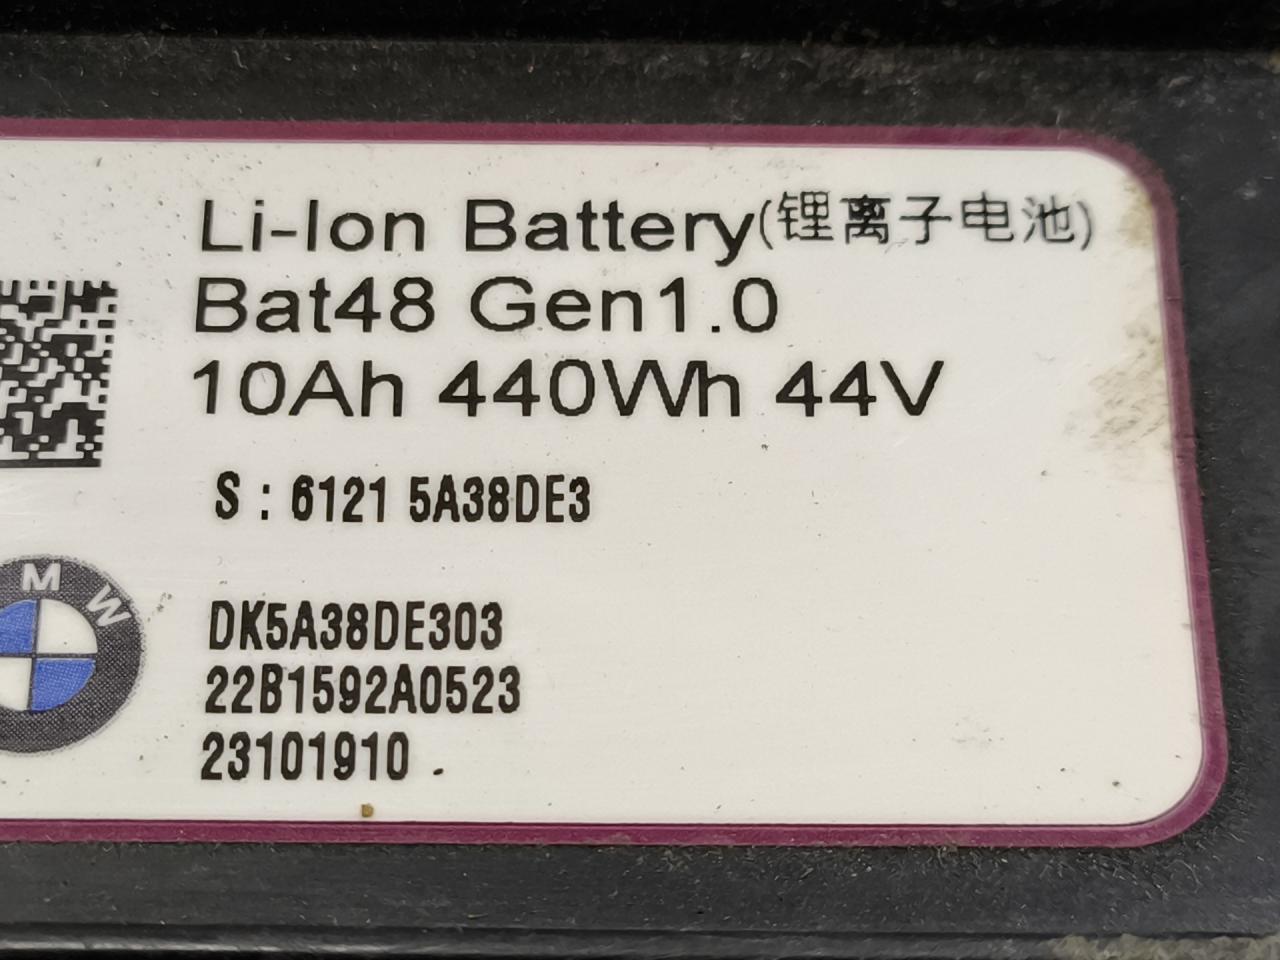 Li-Ion Battery(锂离子电池)
Bat48 Gen1.0
10Ah 440Wh 44V
S : 6121 5A38DE3
M W
DK5A38DE303
22B1592A0523
23101910 .